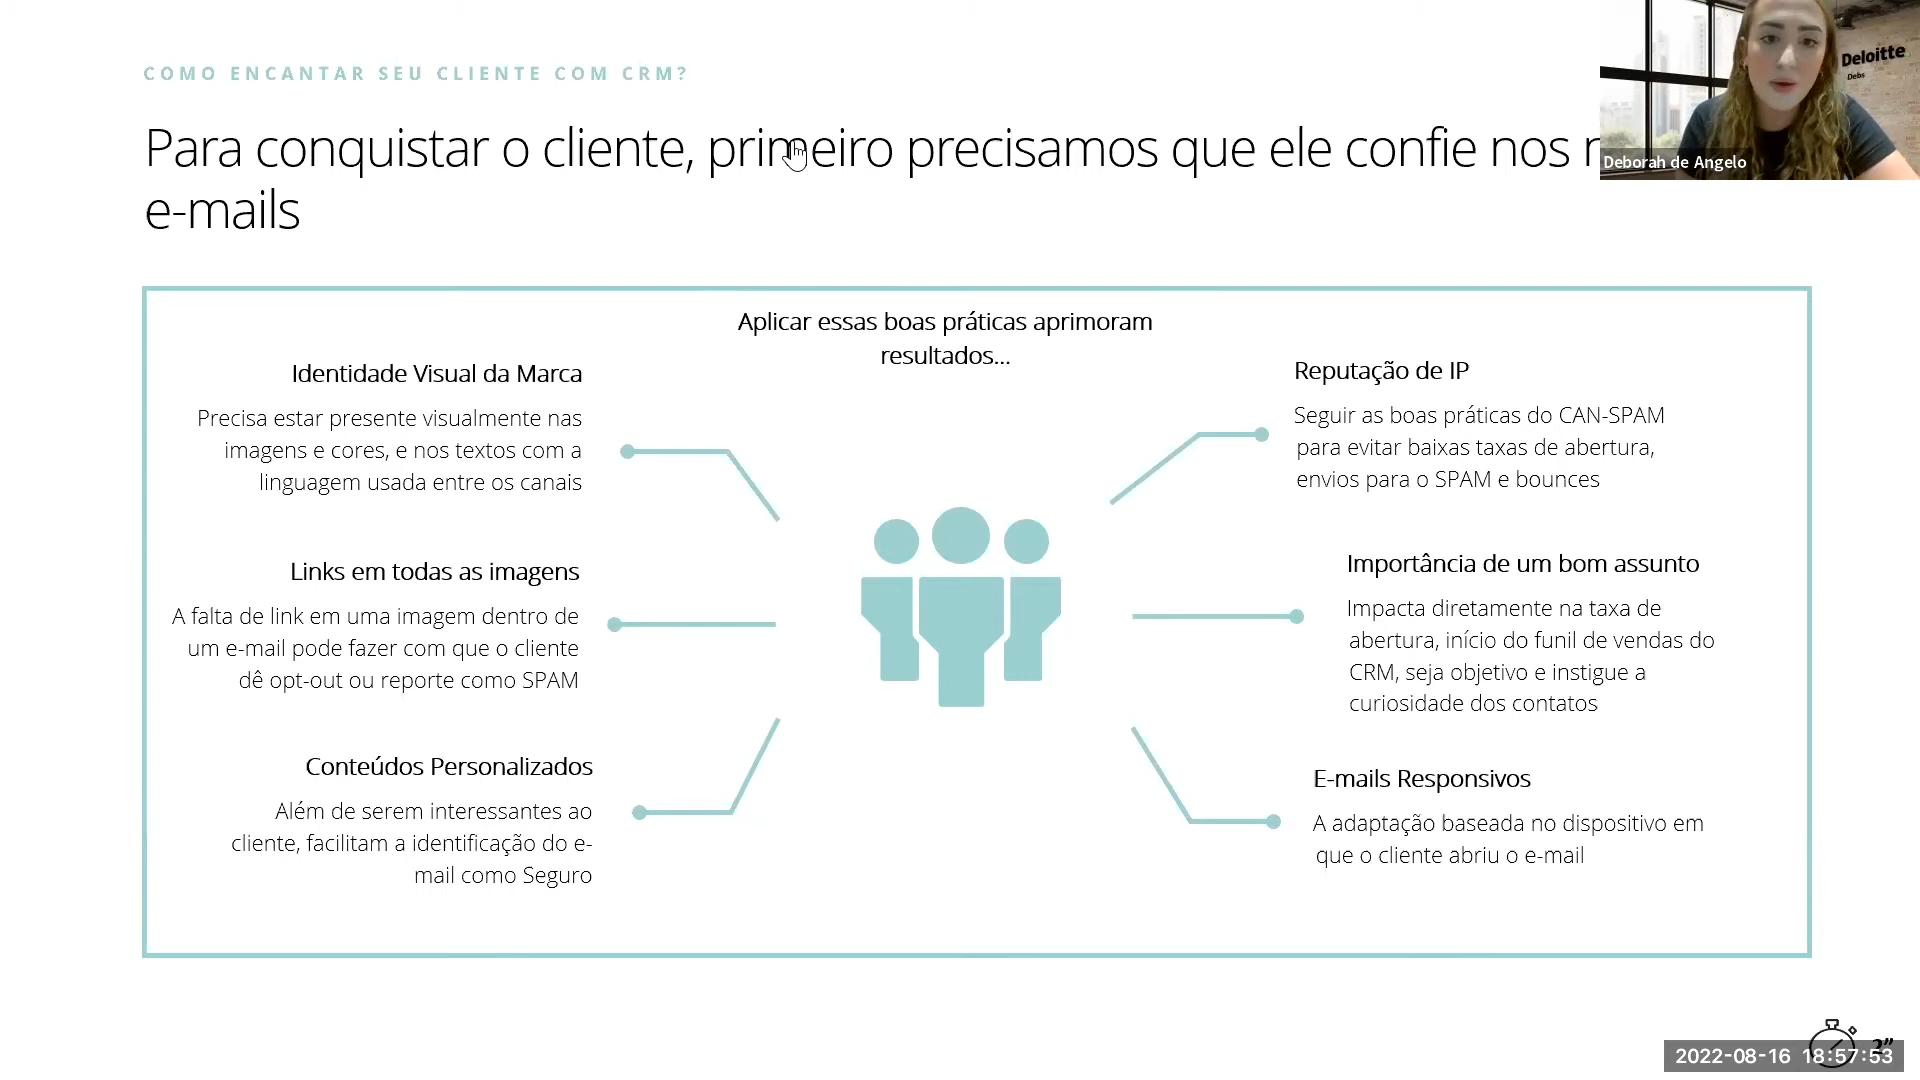 COMO ENCANTAR SEU CLIENTE COM CRM?
Para conquistar o cliente, primeiro precisamos que ele confie nos
e-mails
Deloitte
Debs
Deborah de Angelo
Aplicar essas boas práticas aprimoram
resultados...
Identidade Visual da Marca
Precisa estar presente visualmente nas
imagens e cores, e nos textos com a
linguagem usada entre os canais
Links em todas as imagens
A falta de link em uma imagem dentro de
um e-mail pode fazer com que o cliente
dê opt-out ou reporte como SPAM
Conteúdos Personalizados
Além de serem interessantes ao
cliente, facilitam a identificação do e-
mail como Seguro
Reputação de IP
Seguir as boas práticas do CAN-SPAM
para evitar baixas taxas de abertura,
envios para o SPAM e bounces
Importância de um bom assunto
Impacta diretamente na taxa de
abertura, início do funil de vendas do
CRM, seja objetivo e instigue a
curiosidade dos contatos
E-mails Responsivos
A adaptação baseada no dispositivo em
que o cliente abriu o e-mail
2”
2022-08-16 18:57:53